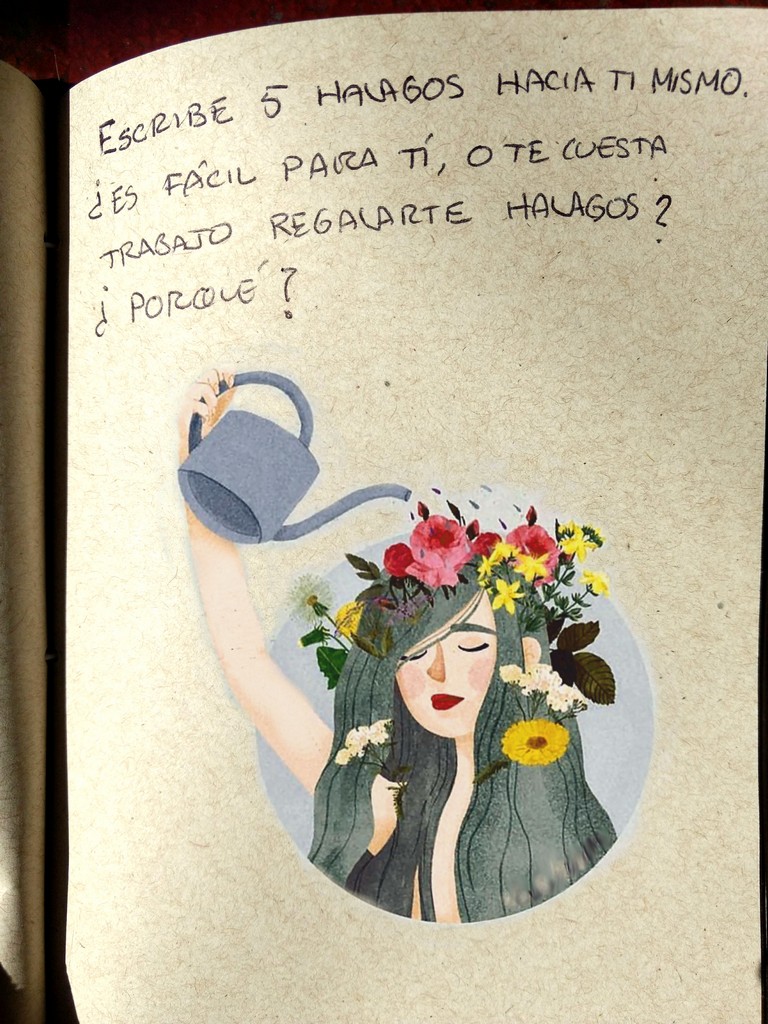 ESCRIBE 5 HALAGOS HACIA TI MISMO.
¿ES FÁCIL PARA TÍ, O TE CUESTA
TRABAJO REGALARTE HALAGOS?
¿PORQUÉ?